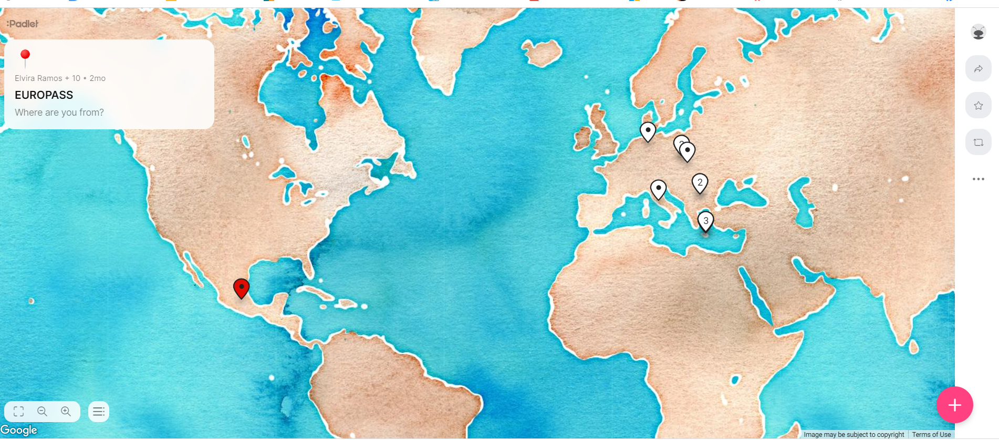 :Padlet
Elvira Ramos + 10 • 2mo
EUROPASS
Where are you from?
2
3
Google
Image may be subject to copyright
Terms of Use